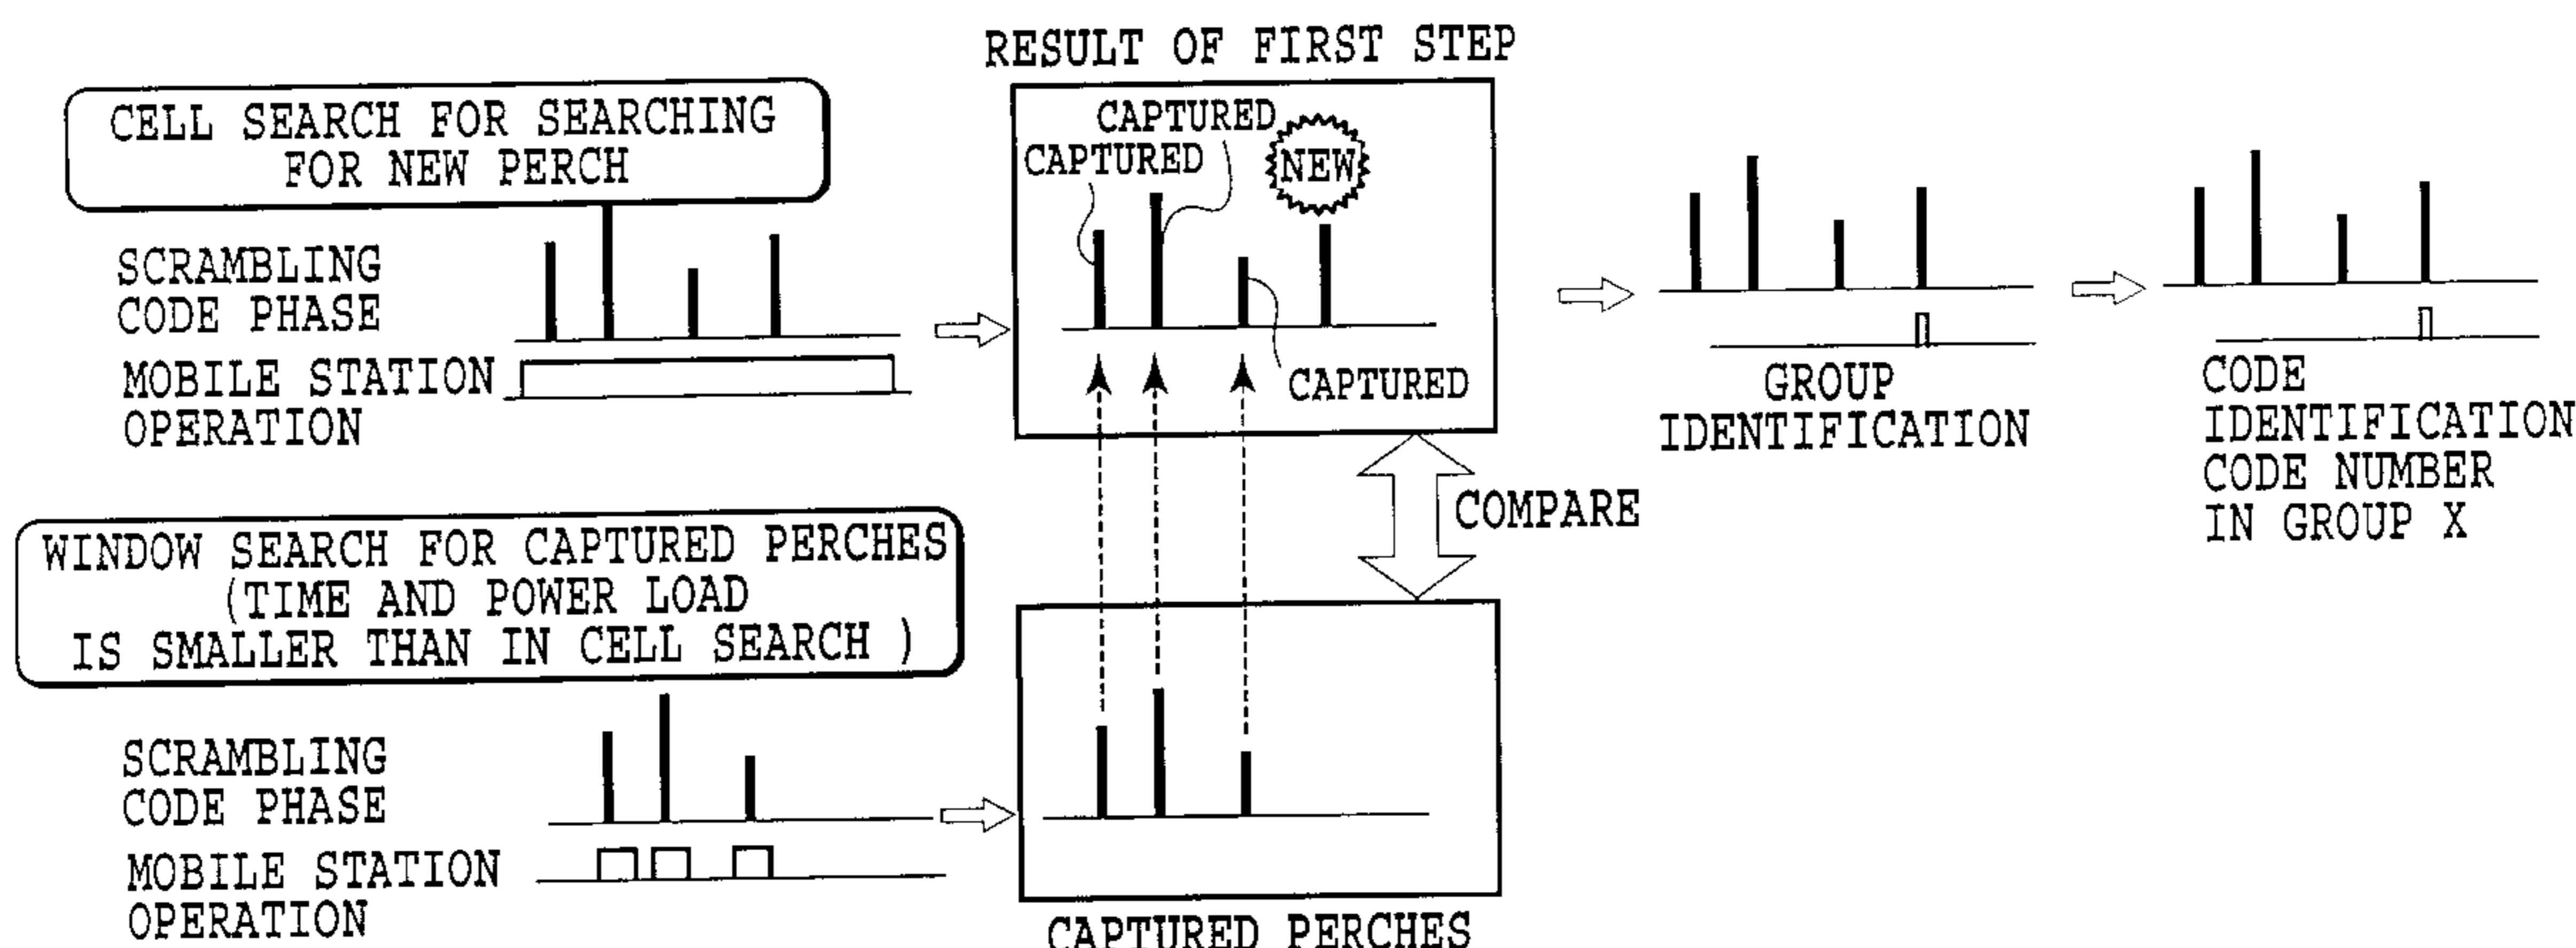 RESULT OF FIRST STEP
CELL SEARCH FOR SEARCHING
FOR NEW PERCH
SCRAMBLING
CODE PHASE
MOBILE STATION
OPERATION
CAPTURED
CAPTURED
NEW
CAPTURED
GROUP
IDENTIFICATION
CODE
IDENTIFICATION
CODE NUMBER
IN GROUP X
COMPARE
WINDOW SEARCH FOR CAPTURED PERCHES
(TIME AND POWER LOAD
IS SMALLER THAN IN CELL SEARCH )
SCRAMBLING
CODE PHASE
MOBILE STATION
OPERATION
CAPTURED PERCHES